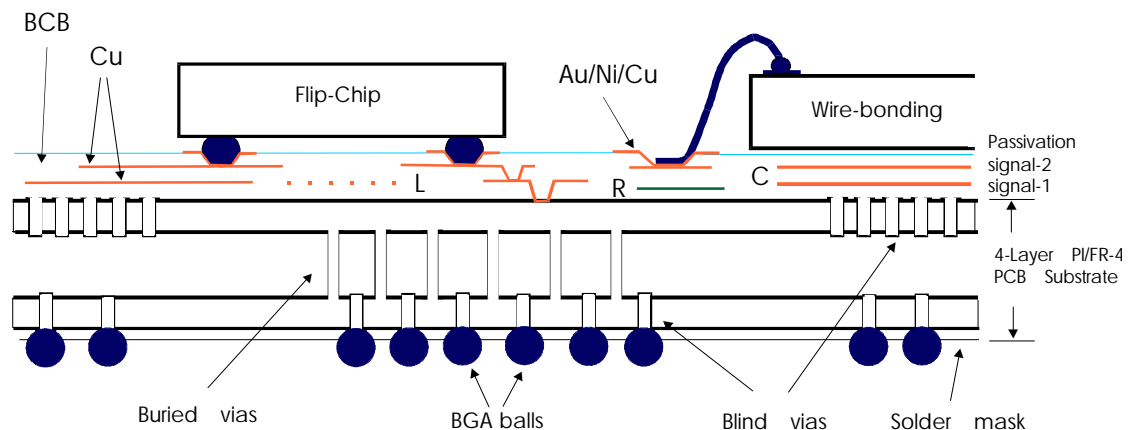 BCB
Cu
Flip-Chip
Au/Ni/Cu
Wire-bonding
Passivation
signal-2
signal-1
L
R
C
4-Layer PI/FR-4
PCB Substrate
Buried vias
BGA balls
Blind vias
Solder mask